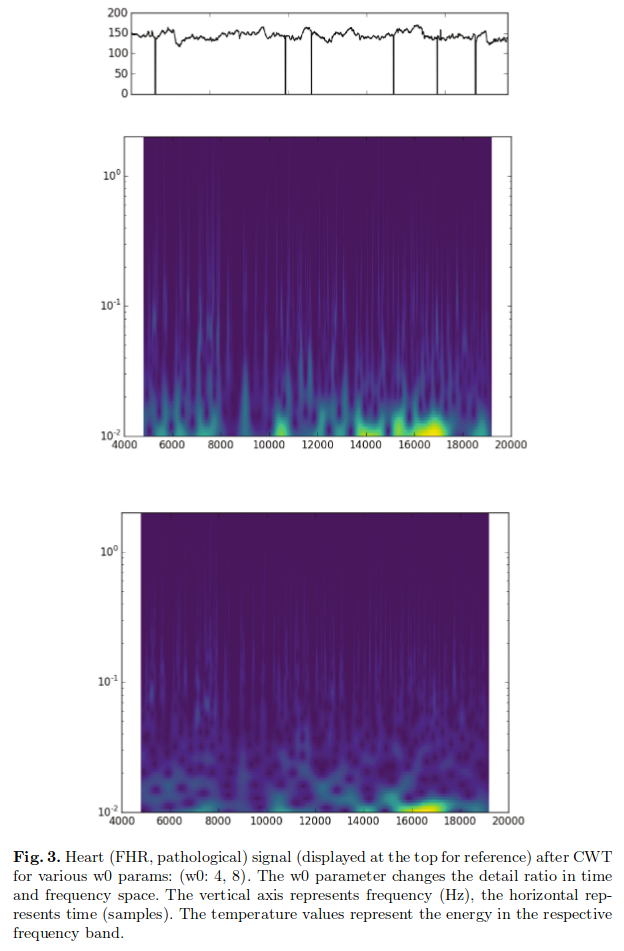 200
150
100
50
0
10⁰
10⁻¹
10⁻²
4000 6000 8000 10000 12000 14000 16000 18000 20000
10⁰
10⁻¹
10⁻²
4000 6000 8000 10000 12000 14000 16000 18000 20000
Fig. 3. Heart (FHR, pathological) signal (displayed at the top for reference) after CWT
for various w0 params: (w0: 4, 8). The w0 parameter changes the detail ratio in time
and frequency space. The vertical axis represents frequency (Hz), the horizontal rep-
resents time (samples). The temperature values represent the energy in the respective
frequency band.